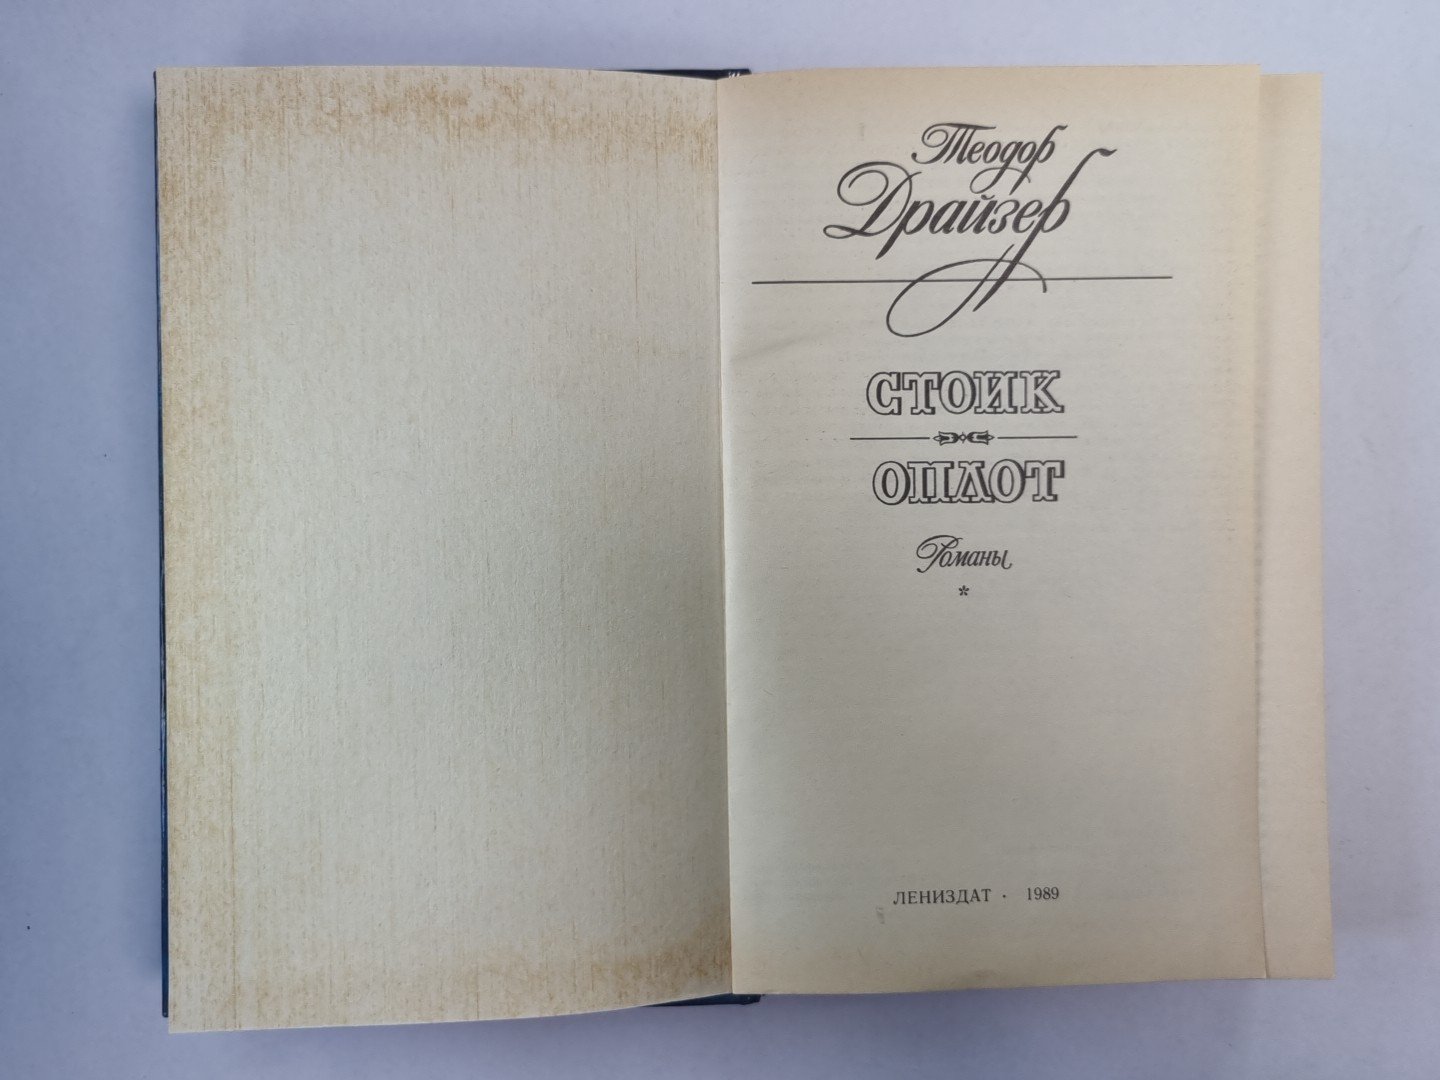 Теодор
Драйзер
СТОИК
ОПЛОТ
Романы
*
ЛЕНИЗДАТ · 1989